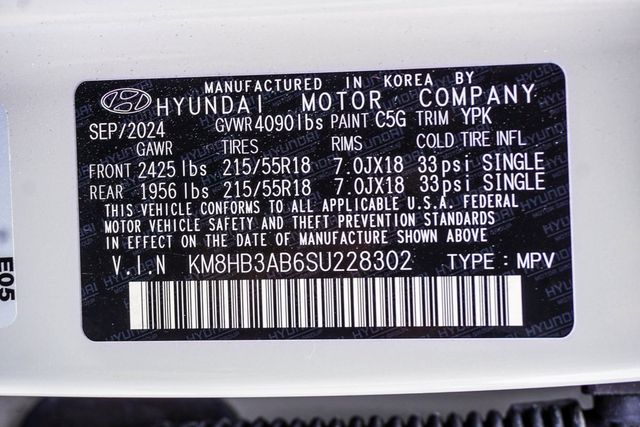 MANUFACTURED IN KOREA BY
HYUNDAI MOTOR COMPANY
SEP/2024 GVWR 4090lbs PAINT C5G TRIM YPK
GAWR TIRES RIMS COLD TIRE INFL
FRONT 2425 lbs 215/55R18 7.0JX18 33psi SINGLE
REAR 1956 lbs 215/55R18 7.0JX18 33psi SINGLE
THIS VEHICLE CONFORMS TO ALL APPLICABLE U.S.A. FEDERAL
MOTOR VEHICLE SAFETY AND THEFT PREVENTION STANDARDS
IN EFFECT ON THE DATE OF MANUFACTURE SHOWN ABOVE.
V.I.N KM8HB3AB6SU228302 TYPE : MPV
E05